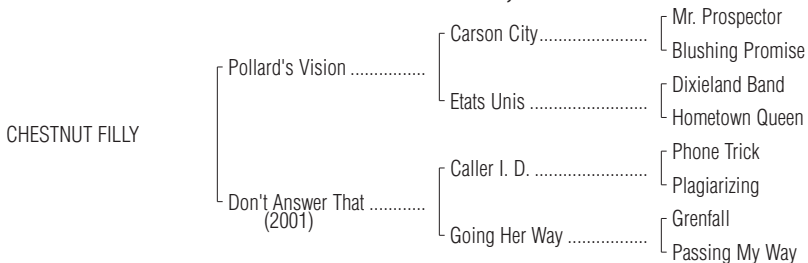 Mr. Prospector
Carson City.......................
Blushing Promise
Pollard's Vision ................
Dixieland Band
Etats Unis .........................
Hometown Queen
CHESTNUT FILLY
Phone Trick
Caller I. D. ........................
Plagiarizing
Don't Answer That ............
(2001)
Grenfall
Going Her Way .................
Passing My Way